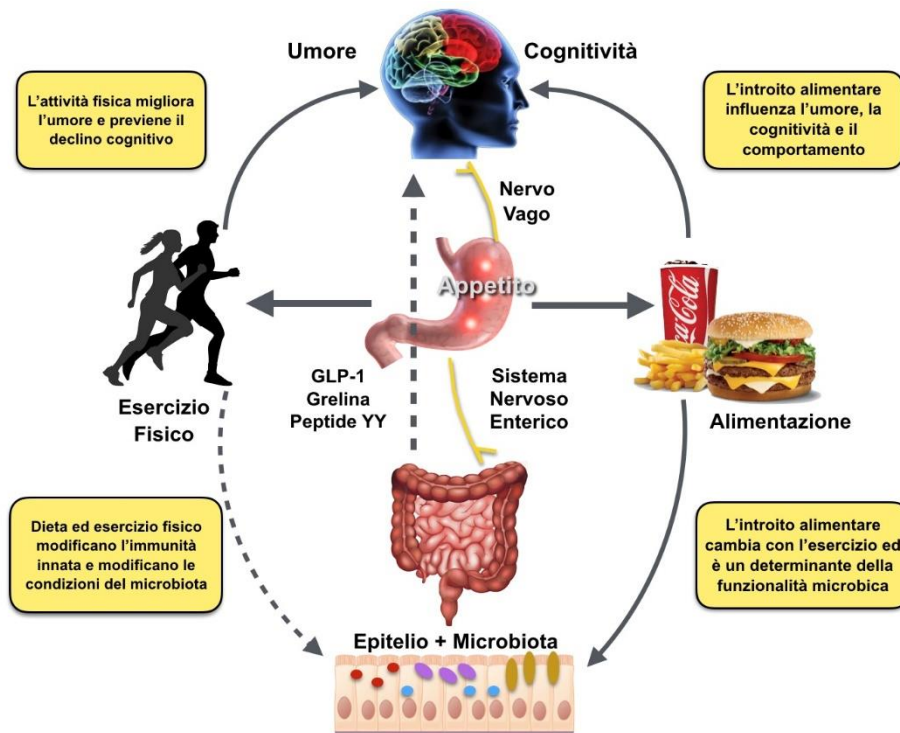 Umore
Cognitività
L'attività fisica migliora
l'umore e previene il
declino cognitivo
L'introito alimentare
influenza l'umore, la
cognitività e il
comportamento
Nervo
Vago
Appetito
Coca-Cola
GLP-1
Grelina
Peptide YY
Sistema
Nervoso
Enterico
Esercizio
Fisico
Alimentazione
Dieta ed esercizio fisico
modificano l'immunità
innata e modificano le
condizioni del microbiota
L'introito alimentare
cambia con l'esercizio ed
è un determinante della
funzionalità microbica
Epitelio + Microbiota